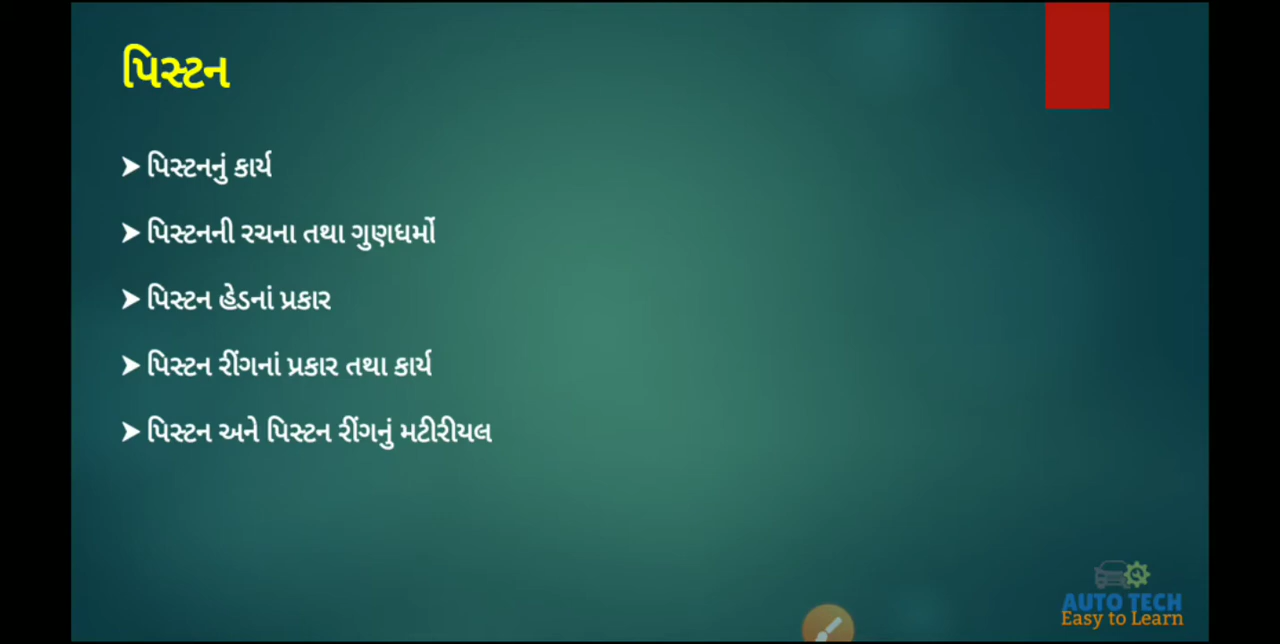 પિસ્ટન
➤ પિસ્ટનનું કાર્ય
➤ પિસ્ટનની રચના તથા ગુણધર્મો
➤ પિસ્ટન હેડનાં પ્રકાર
➤ પિસ્ટન રીંગનાં પ્રકાર તથા કાર્ય
➤ પિસ્ટન અને પિસ્ટન રીંગનું મટીરીયલ
AUTO TECH
Easy to Learn